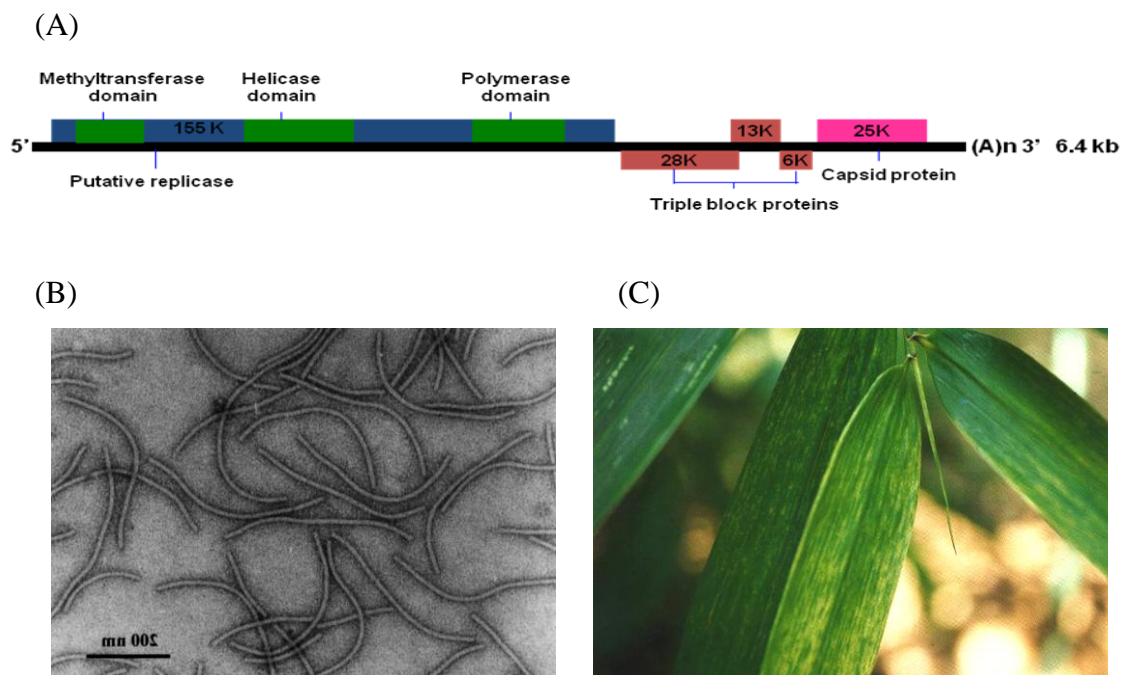 (A)
Methyltransferase domain
Helicase domain
Polymerase domain
155 K
13K
25K
5’
(A)n 3’ 6.4 kb
28K
6K
Putative replicase
Capsid protein
Triple block proteins
(B)
(C)
200 nm